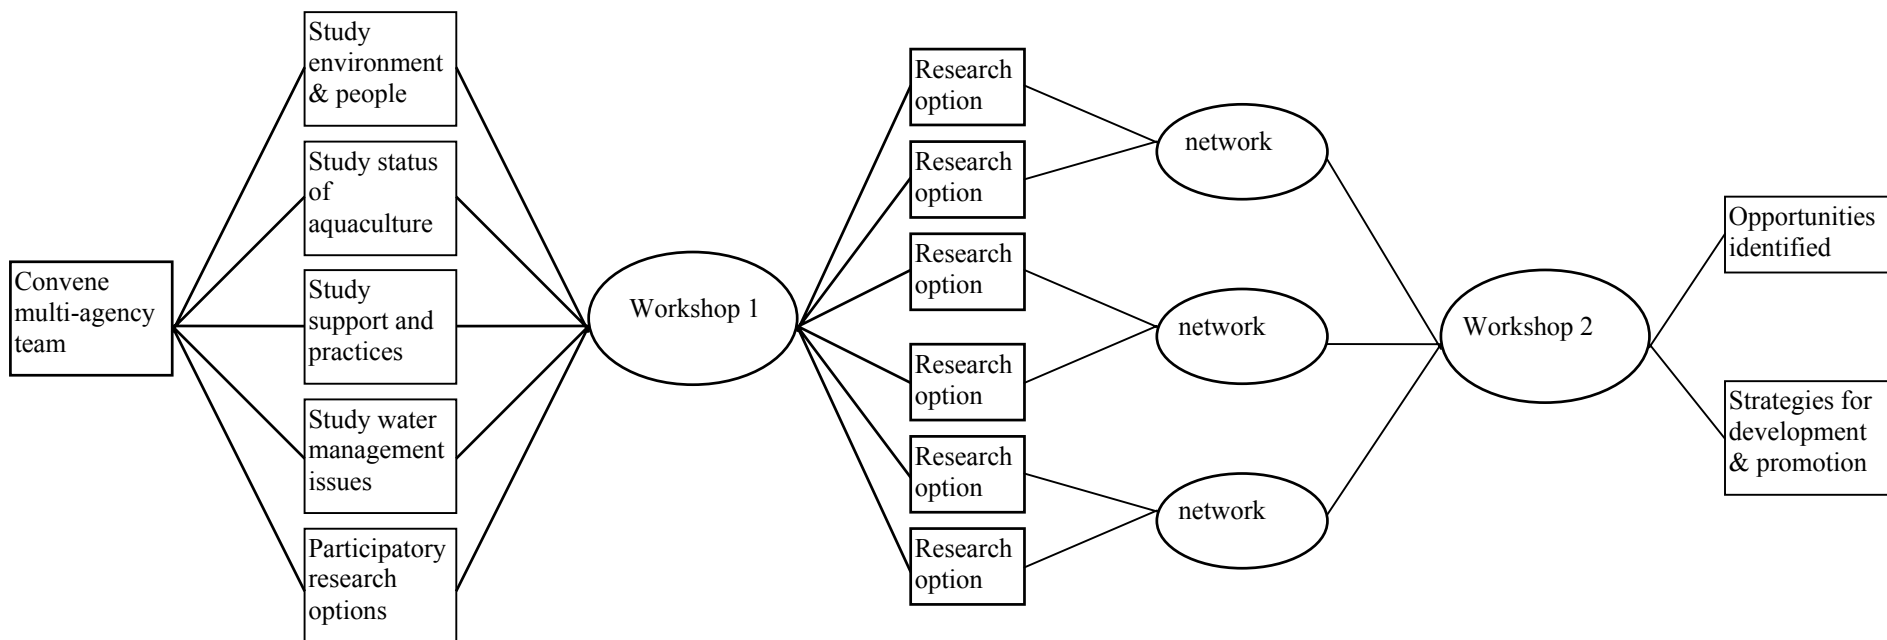 Convene
multi-agency
team
Study
environment
& people
Study status
of
aquaculture
Study
support and
practices
Study water
management
issues
Participatory
research
options
Workshop 1
Research
option
Research
option
Research
option
Research
option
Research
option
Research
option
network
network
network
Workshop 2
Opportunities
identified
Strategies for
development
& promotion